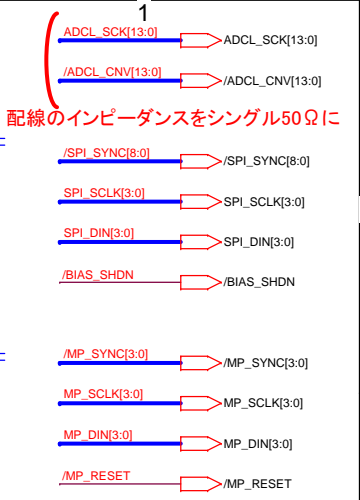 1
ADCL_SCK[13:0] ADCL_SCK[13:0]
/ADCL_CNV[13:0] /ADCL_CNV[13:0]
配線のインピーダンスをシングル50Ωに
/SPI_SYNC[8:0] /SPI_SYNC[8:0]
SPI_SCLK[3:0] SPI_SCLK[3:0]
SPI_DIN[3:0] SPI_DIN[3:0]
/BIAS_SHDN /BIAS_SHDN
/MP_SYNC[3:0] /MP_SYNC[3:0]
MP_SCLK[3:0] MP_SCLK[3:0]
MP_DIN[3:0] MP_DIN[3:0]
/MP_RESET /MP_RESET